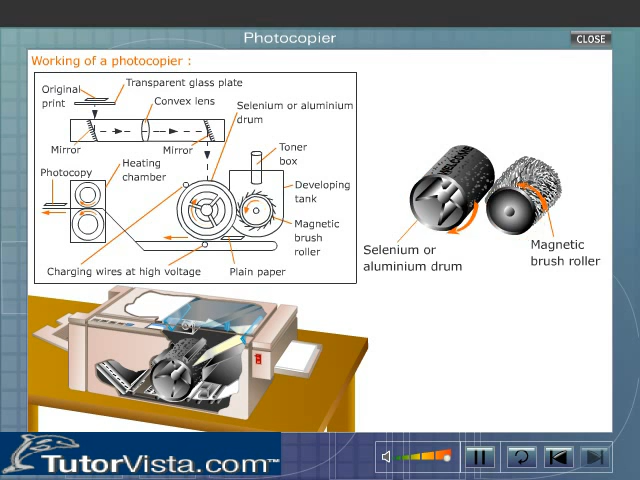 Photocopier
CLOSE
Working of a photocopier :
Original
print
Transparent glass plate
Convex lens
Selenium or aluminium
drum
Mirror
Mirror
Toner
box
Heating
chamber
Photocopy
Developing
tank
Magnetic
brush
roller
Charging wires at high voltage
Plain paper
WELCOME
Selenium or
aluminium drum
Magnetic
brush roller
TutorVista.com™